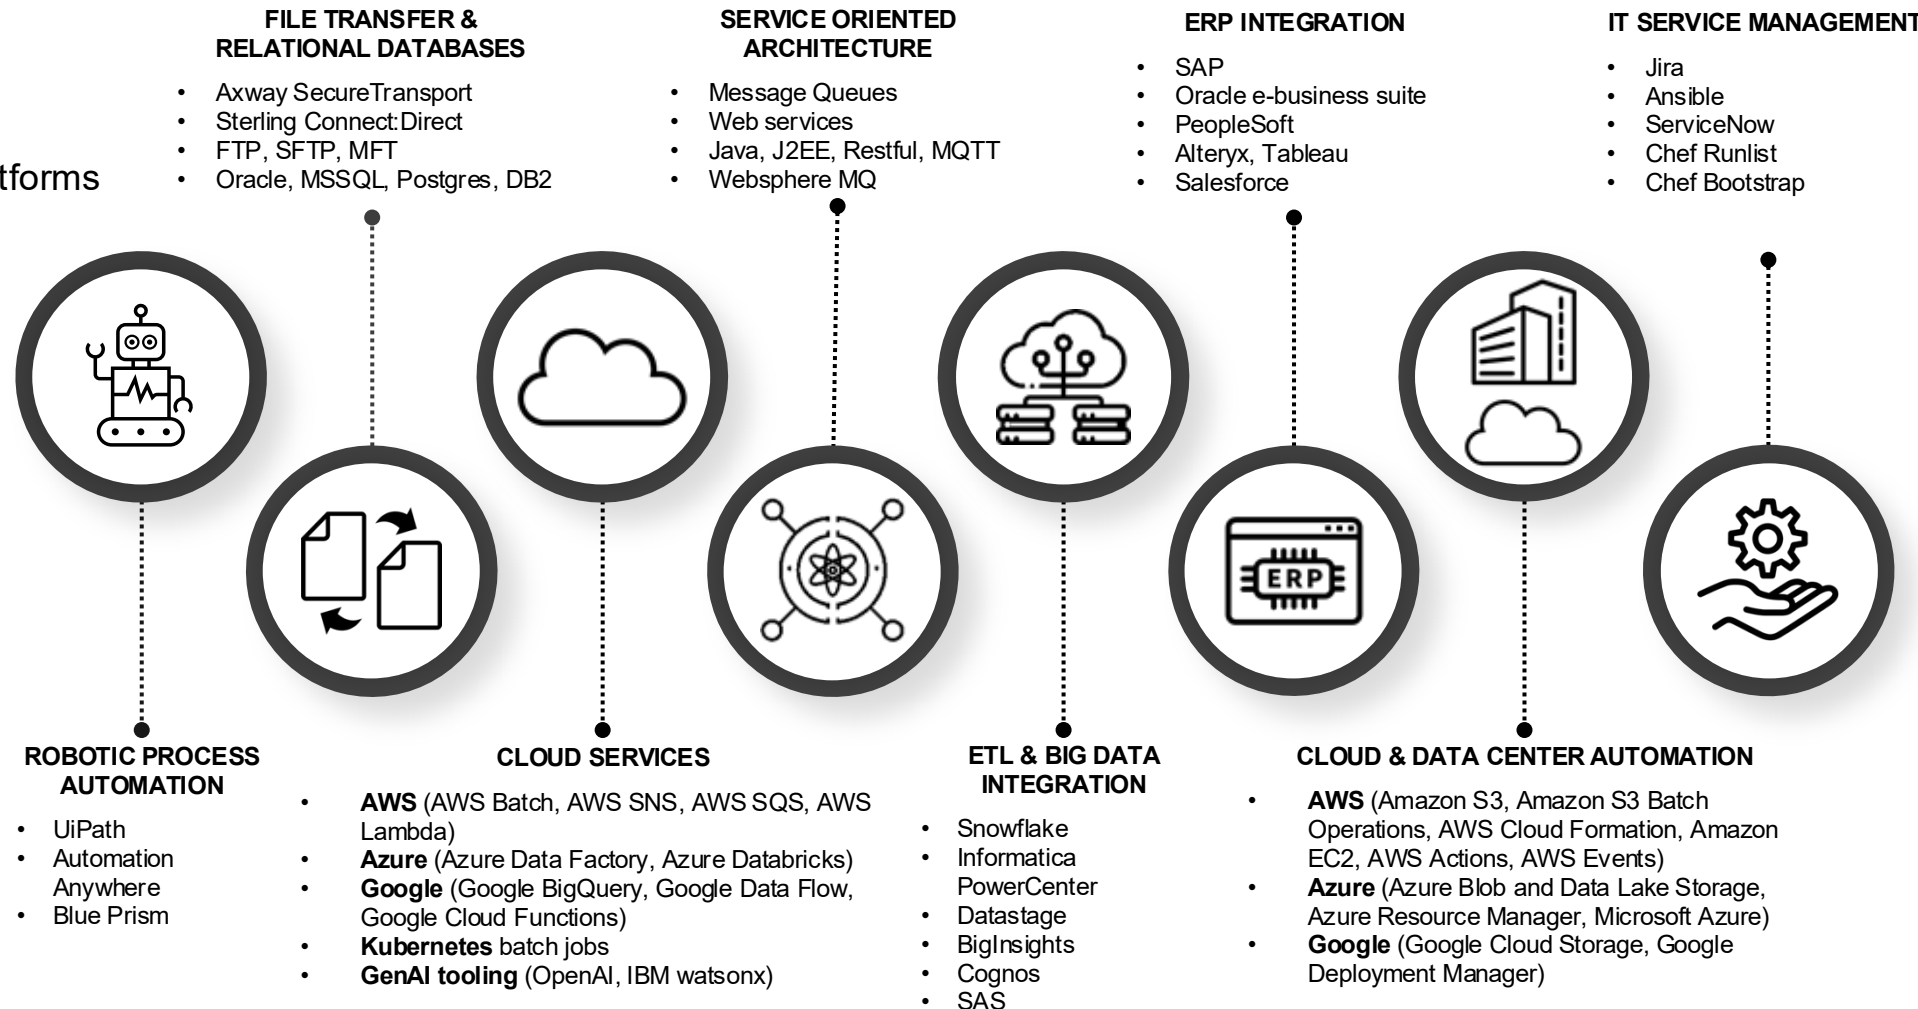 FILE TRANSFER &
RELATIONAL DATABASES
• Axway SecureTransport
• Sterling Connect:Direct
• FTP, SFTP, MFT
• Oracle, MSSQL, Postgres, DB2
SERVICE ORIENTED
ARCHITECTURE
• Message Queues
• Web services
• Java, J2EE, Restful, MQTT
• Websphere MQ
ERP INTEGRATION
• SAP
• Oracle e-business suite
• PeopleSoft
• Alteryx, Tableau
• Salesforce
IT SERVICE MANAGEMENT
• Jira
• Ansible
• ServiceNow
• Chef Runlist
• Chef Bootstrap
tforms
ERP
ROBOTIC PROCESS
AUTOMATION
• UiPath
• Automation
Anywhere
• Blue Prism
CLOUD SERVICES
• AWS (AWS Batch, AWS SNS, AWS SQS, AWS
Lambda)
• Azure (Azure Data Factory, Azure Databricks)
• Google (Google BigQuery, Google Data Flow,
Google Cloud Functions)
• Kubernetes batch jobs
• GenAI tooling (OpenAI, IBM watsonx)
ETL & BIG DATA
INTEGRATION
• Snowflake
• Informatica
PowerCenter
• Datastage
• BigInsights
• Cognos
• SAS
CLOUD & DATA CENTER AUTOMATION
• AWS (Amazon S3, Amazon S3 Batch
Operations, AWS Cloud Formation, Amazon
EC2, AWS Actions, AWS Events)
• Azure (Azure Blob and Data Lake Storage,
Azure Resource Manager, Microsoft Azure)
• Google (Google Cloud Storage, Google
Deployment Manager)